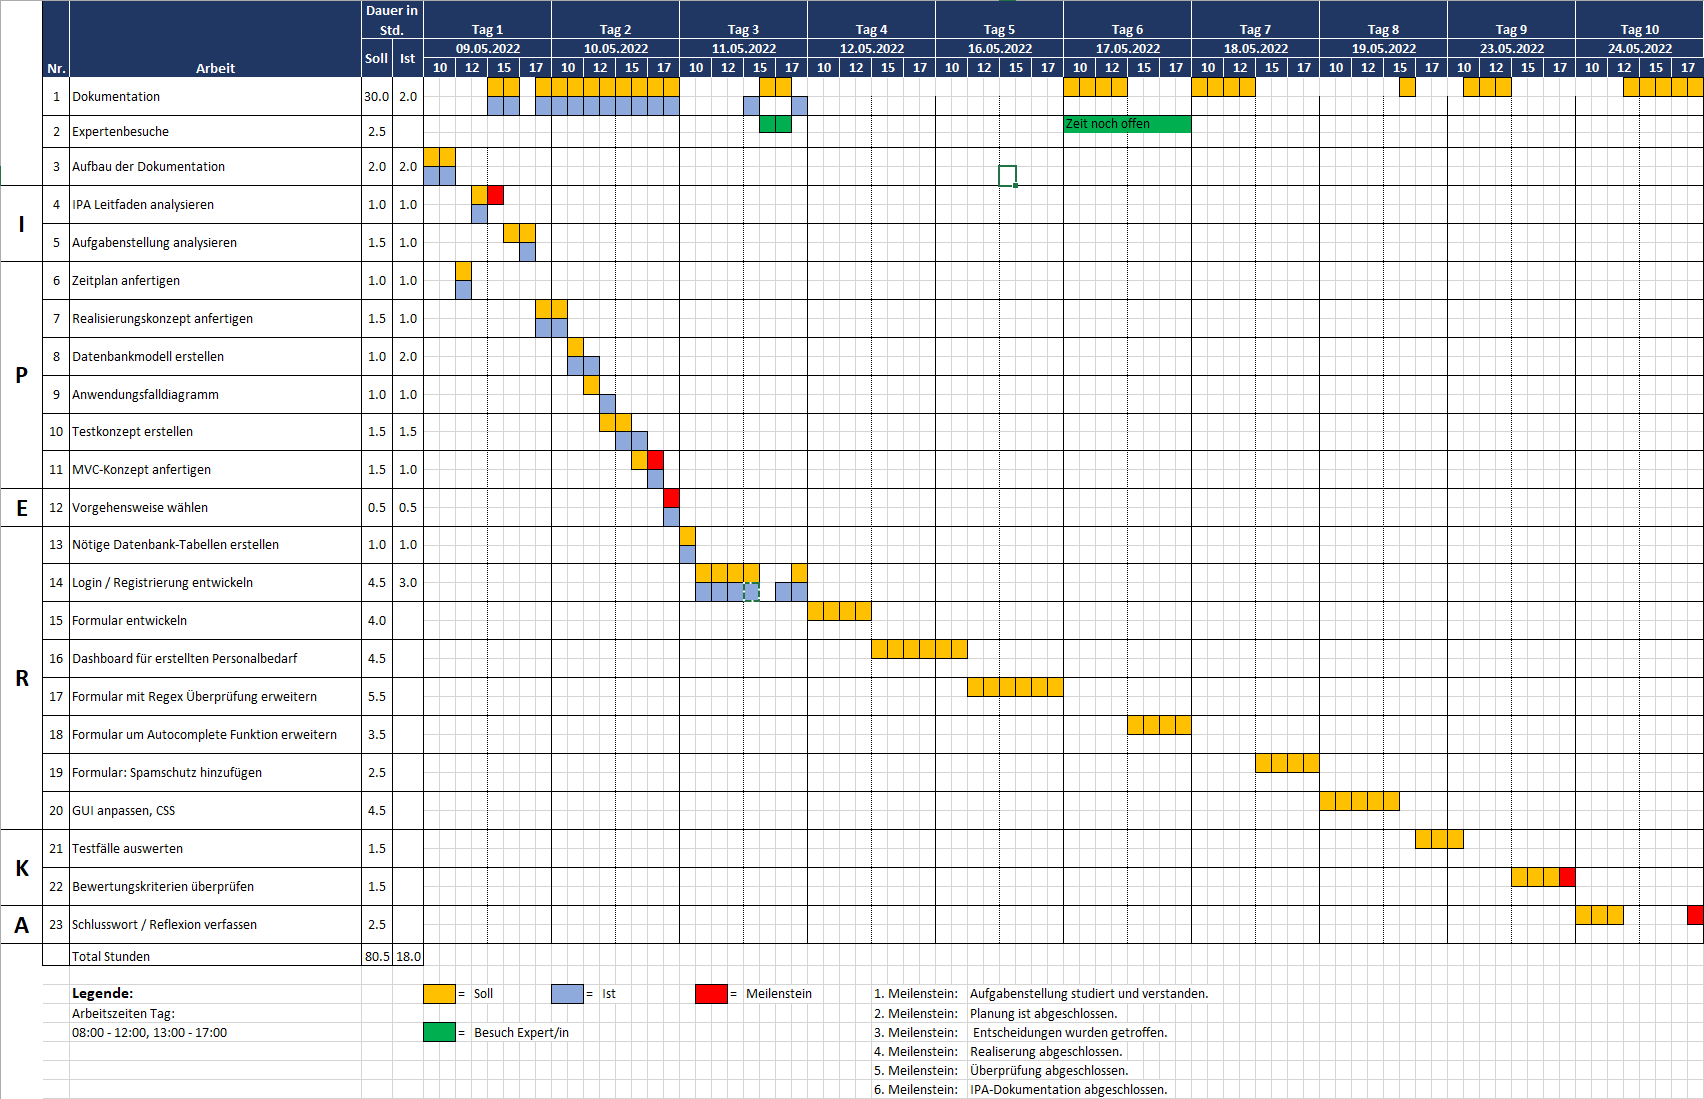 Dauer in
Std.
Tag 1 Tag 2 Tag 3 Tag 4 Tag 5 Tag 6 Tag 7 Tag 8 Tag 9 Tag 10
09.05.2022 10.05.2022 11.05.2022 12.05.2022 16.05.2022 17.05.2022 18.05.2022 19.05.2022 23.05.2022 24.05.2022
Nr. Arbeit Soll Ist 10 12 15 17 10 12 15 17 10 12 15 17 10 12 15 17 10 12 15 17 10 12 15 17 10 12 15 17 10 12 15 17 10 12 15 17 10 12 15 17
1 Dokumentation 30.0 2.0
2 Expertenbesuche 2.5 Zeit noch offen
3 Aufbau der Dokumentation 2.0 2.0
I
4 IPA Leitfaden analysieren 1.0 1.0
5 Aufgabenstellung analysieren 1.5 1.0
P
6 Zeitplan anfertigen 1.0 1.0
7 Realisierungskonzept anfertigen 1.5 1.0
8 Datenbankmodell erstellen 1.0 2.0
9 Anwendungsfalldiagramm 1.0 1.0
10 Testkonzept erstellen 1.5 1.5
11 MVC-Konzept anfertigen 1.5 1.0
E
12 Vorgehensweise wählen 0.5 0.5
R
13 Nötige Datenbank-Tabellen erstellen 1.0 1.0
14 Login / Registrierung entwickeln 4.5 3.0
15 Formular entwickeln 4.0
16 Dashboard für erstellten Personalbedarf 4.5
17 Formular mit Regex Überprüfung erweitern 5.5
18 Formular um Autocomplete Funktion erweitern 3.5
19 Formular: Spamschutz hinzufügen 2.5
20 GUI anpassen, CSS 4.5
K
21 Testfälle auswerten 1.5
22 Bewertungskriterien überprüfen 1.5
A
23 Schlusswort / Reflexion verfassen 2.5
Total Stunden 80.5 18.0
Legende: = Soll = Ist = Meilenstein 1. Meilenstein: Aufgabenstellung studiert und verstanden.
Arbeitszeiten Tag: 2. Meilenstein: Planung ist abgeschlossen.
08:00 - 12:00, 13:00 - 17:00 = Besuch Expert/in 3. Meilenstein: Entscheidungen wurden getroffen.
4. Meilenstein: Realiserung abgeschlossen.
5. Meilenstein: Überprüfung abgeschlossen.
6. Meilenstein: IPA-Dokumentation abgeschlossen.